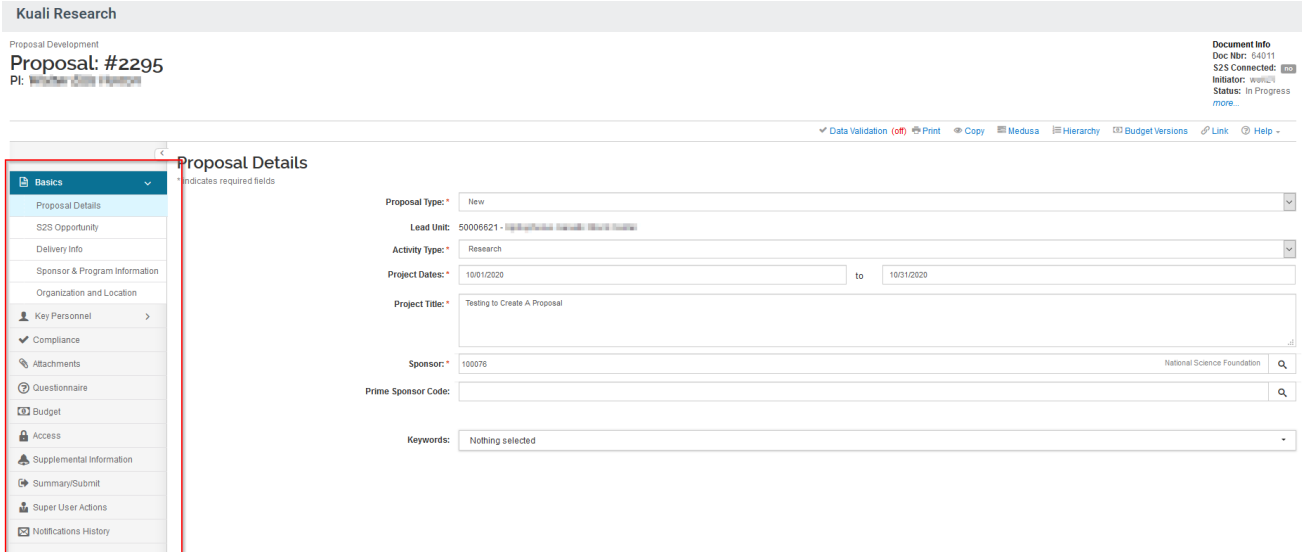 Kuali Research
Proposal Development
Proposal: #2295
PI:
Document Info
Doc Nbr: 64011
S2S Connected: no
Initiator:
Status: In Progress
more...
Data Validation (off) Print Copy Medusa Hierarchy Budget Versions Link Help
Basics
Proposal Details
S2S Opportunity
Delivery Info
Sponsor & Program Information
Organization and Location
Key Personnel
Compliance
Attachments
Questionnaire
Budget
Access
Supplemental Information
Summary/Submit
Super User Actions
Notifications History
Proposal Details
* indicates required fields
Proposal Type: * New
Lead Unit: 50006621 -
Activity Type: * Research
Project Dates: * 10/01/2020 to 10/31/2020
Project Title: * Testing to Create A Proposal
Sponsor: * 100076 National Science Foundation
Prime Sponsor Code:
Keywords: Nothing selected